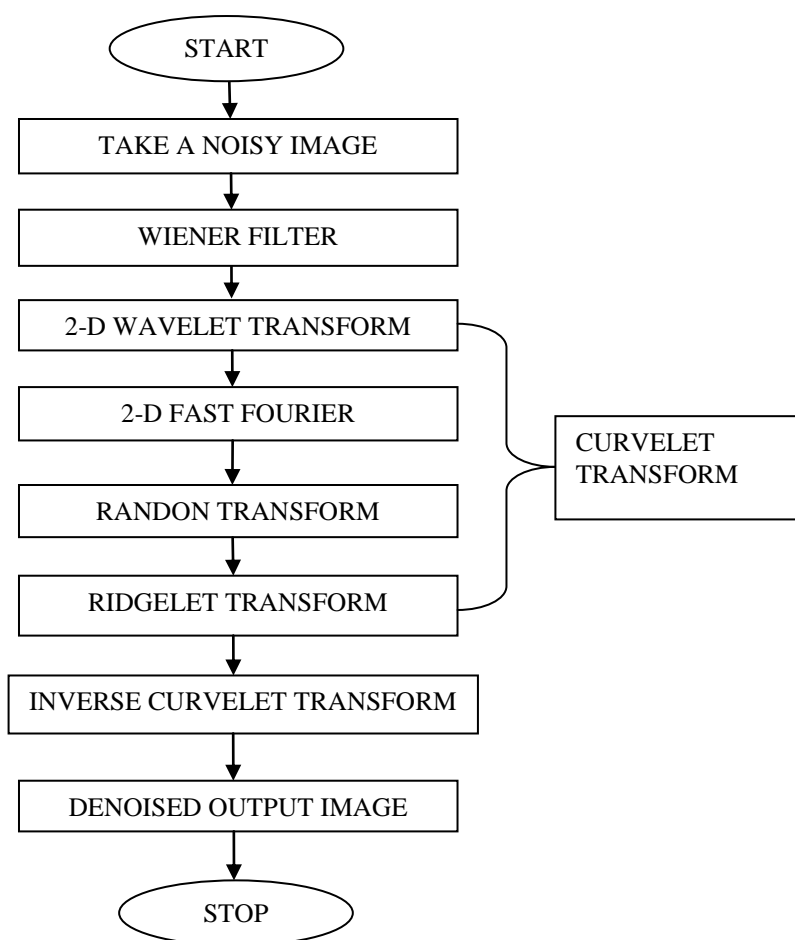 START
TAKE A NOISY IMAGE
WIENER FILTER
2-D WAVELET TRANSFORM
2-D FAST FOURIER
CURVELET
TRANSFORM
RANDON TRANSFORM
RIDGELET TRANSFORM
INVERSE CURVELET TRANSFORM
DENOISED OUTPUT IMAGE
STOP